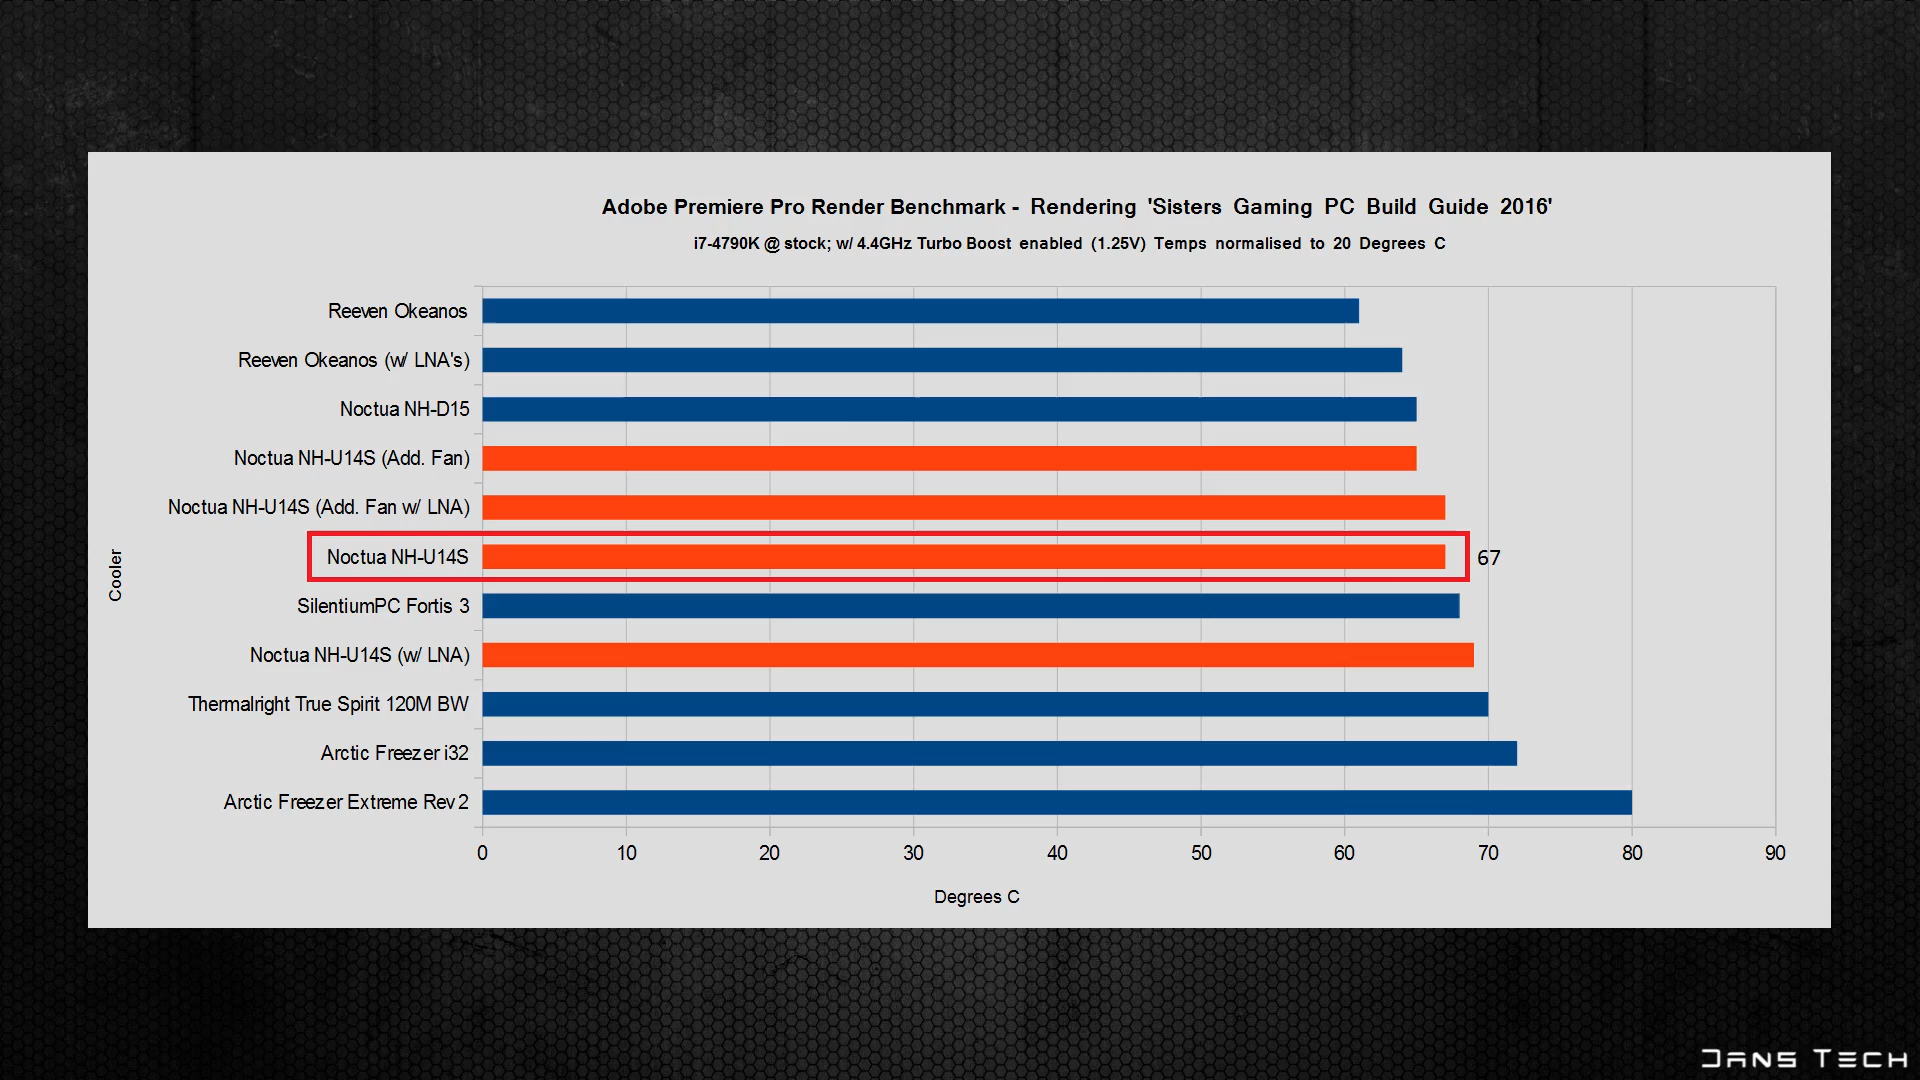 Adobe Premiere Pro Render Benchmark - Rendering 'Sisters Gaming PC Build Guide 2016'
i7-4790K @ stock; w/ 4.4GHz Turbo Boost enabled (1.25V) Temps normalised to 20 Degrees C
Reeven Okeanos
Reeven Okeanos (w/ LNA's)
Noctua NH-D15
Noctua NH-U14S (Add. Fan)
Noctua NH-U14S (Add. Fan w/ LNA)
Noctua NH-U14S 67
SilentiumPC Fortis 3
Noctua NH-U14S (w/ LNA)
Thermalright True Spirit 120M BW
Arctic Freezer i32
Arctic Freezer Extreme Rev2
Cooler
0 10 20 30 40 50 60 70 80 90
Degrees C
DANS TECH